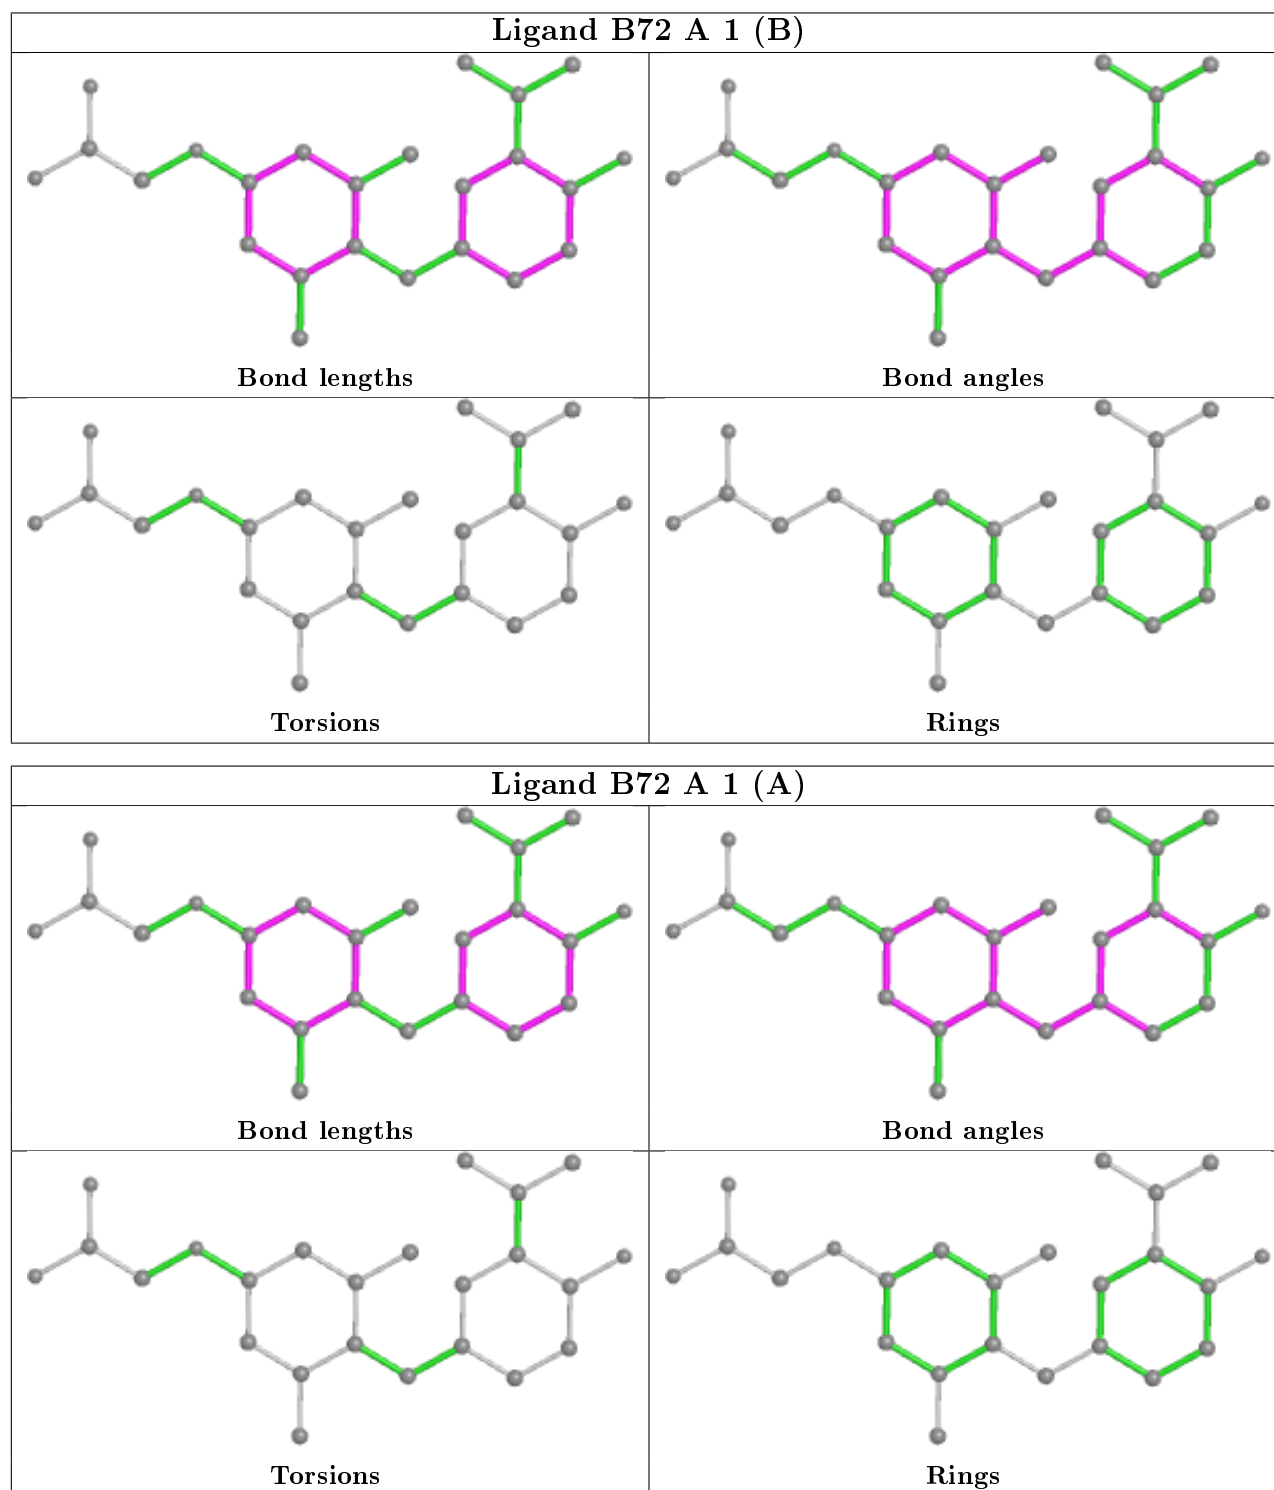 Ligand B72 A 1 (B)
Bond lengths
Bond angles
Torsions
Rings
Ligand B72 A 1 (A)
Bond lengths
Bond angles
Torsions
Rings